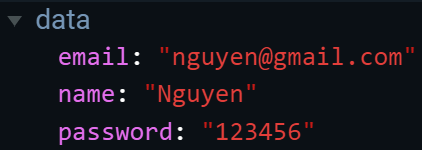 data
email: "nguyen@gmail.com"
name: "Nguyen"
password: "123456"